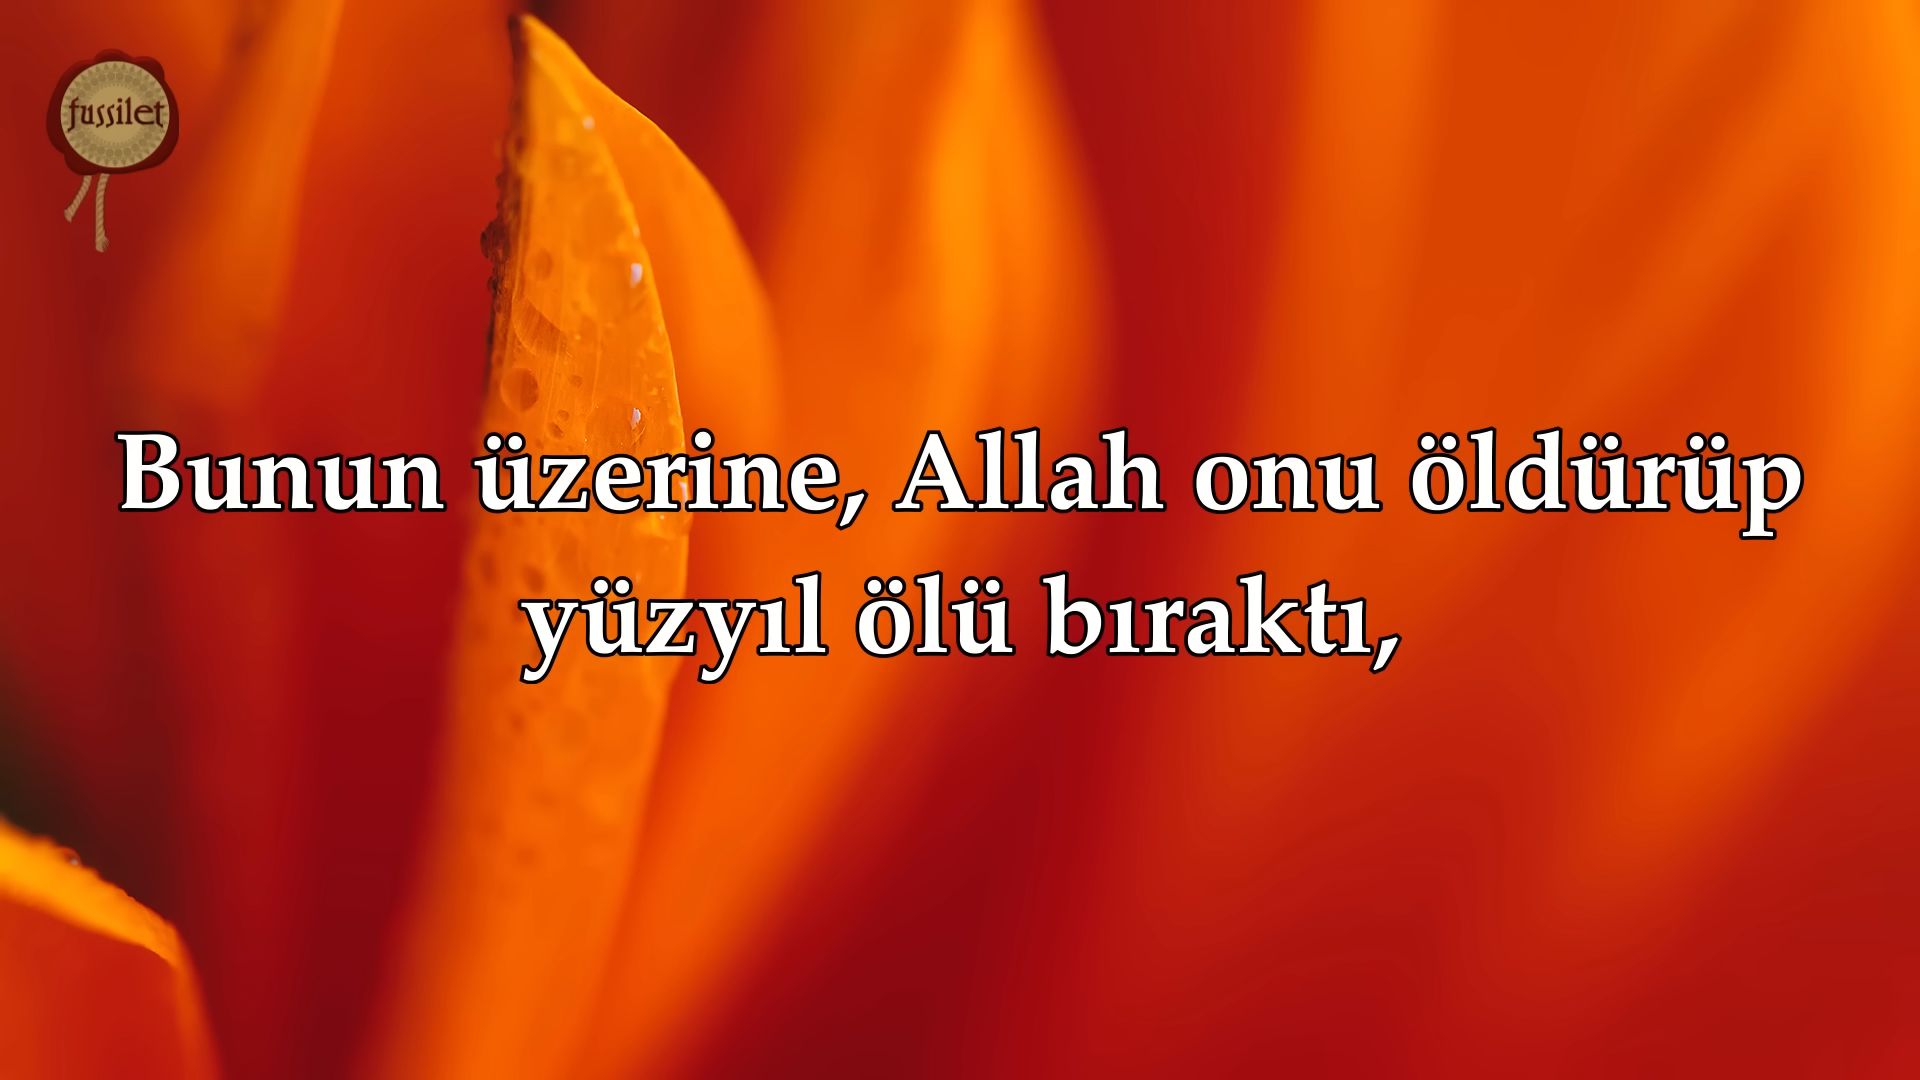 fussilet
Bunun üzerine, Allah onu öldürüp
yüzyıl ölü bıraktı,